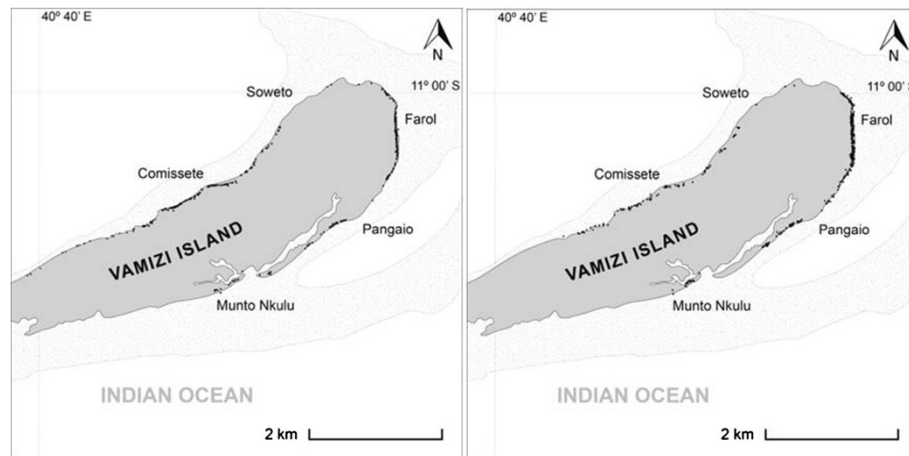 40º 40' E
N
11º 00' S
Soweto
Farol
Comissete
Pangaio
VAMIZI ISLAND
Munto Nkulu
INDIAN OCEAN
2 km
40º 40' E
N
11º 00' S
Soweto
Farol
Comissete
Pangaio
VAMIZI ISLAND
Munto Nkulu
INDIAN OCEAN
2 km